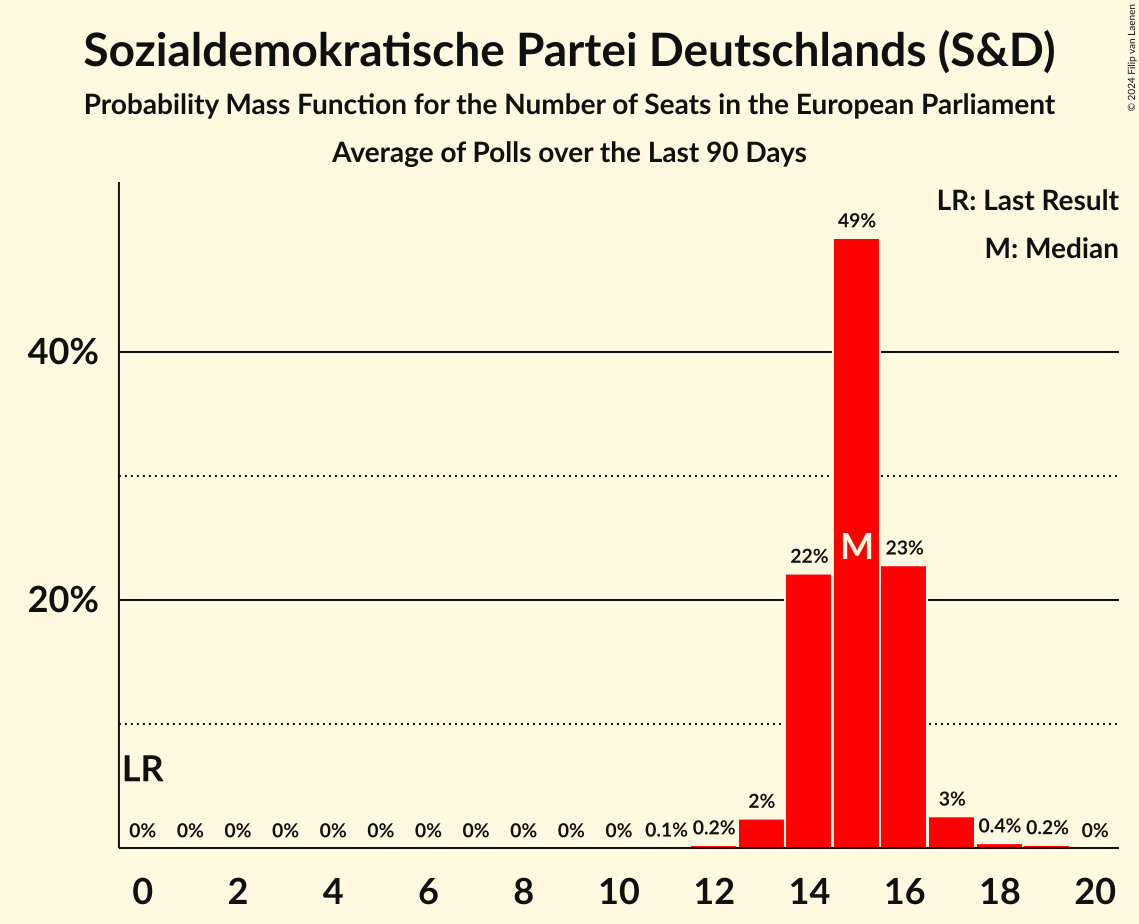 Sozialdemokratische Partei Deutschlands (S&D)
Probability Mass Function for the Number of Seats in the European Parliament
Average of Polls over the Last 90 Days
© 2024 Filip van Laenen
LR: Last Result
M: Median
49%
40%
M
23%
22%
20%
LR
2%
3%
0% 0% 0% 0% 0% 0% 0% 0% 0% 0% 0% 0.1% 0.2% 0.4% 0.2% 0%
0 2 4 6 8 10 12 14 16 18 20